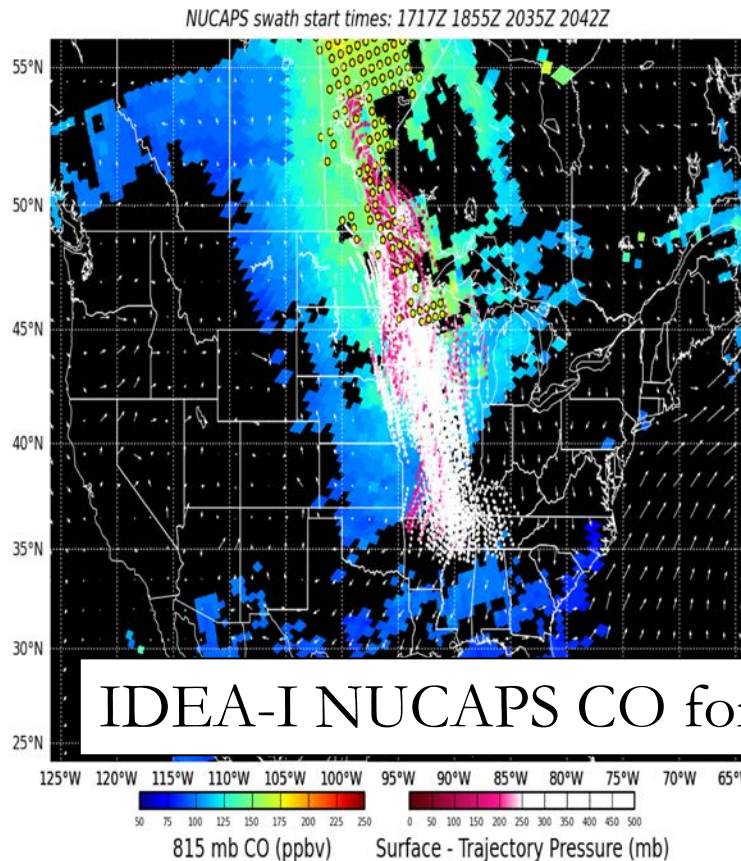 NUCAPS swath start times: 1717Z 1855Z 2035Z 2042Z
55°N
50°N
45°N
40°N
35°N
30°N
25°N
IDEA-I NUCAPS CO for
125°W 120°W 115°W 110°W 105°W 100°W 95°W 90°W 85°W 80°W 75°W 70°W 65°
50 75 100 125 150 175 200 225 250
0 50 100 150 200 250 300 350 400 450 500
815 mb CO (ppbv) Surface - Trajectory Pressure (mb)